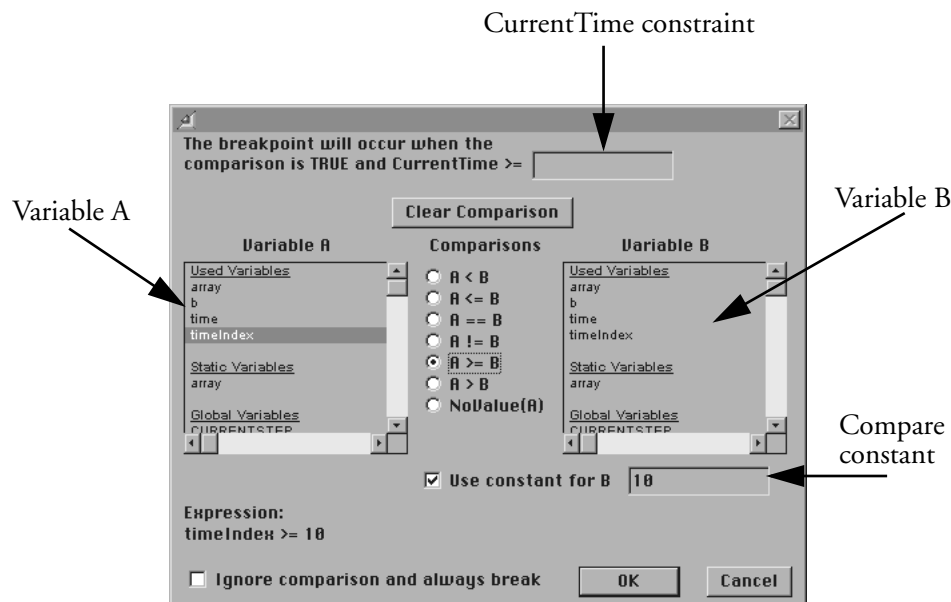 CurrentTime constraint
The breakpoint will occur when the
comparison is TRUE and CurrentTime >=
Clear Comparison
Variable A
Variable B
Variable A
Comparisons
Variable B
Used Variables
array
b
time
timeIndex
Static Variables
array
Global Variables
CURRENTSTEP
A < B
A <= B
A == B
A != B
A >= B
A > B
NoValue(A)
Used Variables
array
b
time
timeIndex
Static Variables
array
Global Variables
CURRENTSTEP
Compare
constant
Use constant for B
10
Expression:
timeIndex >= 10
Ignore comparison and always break
OK
Cancel